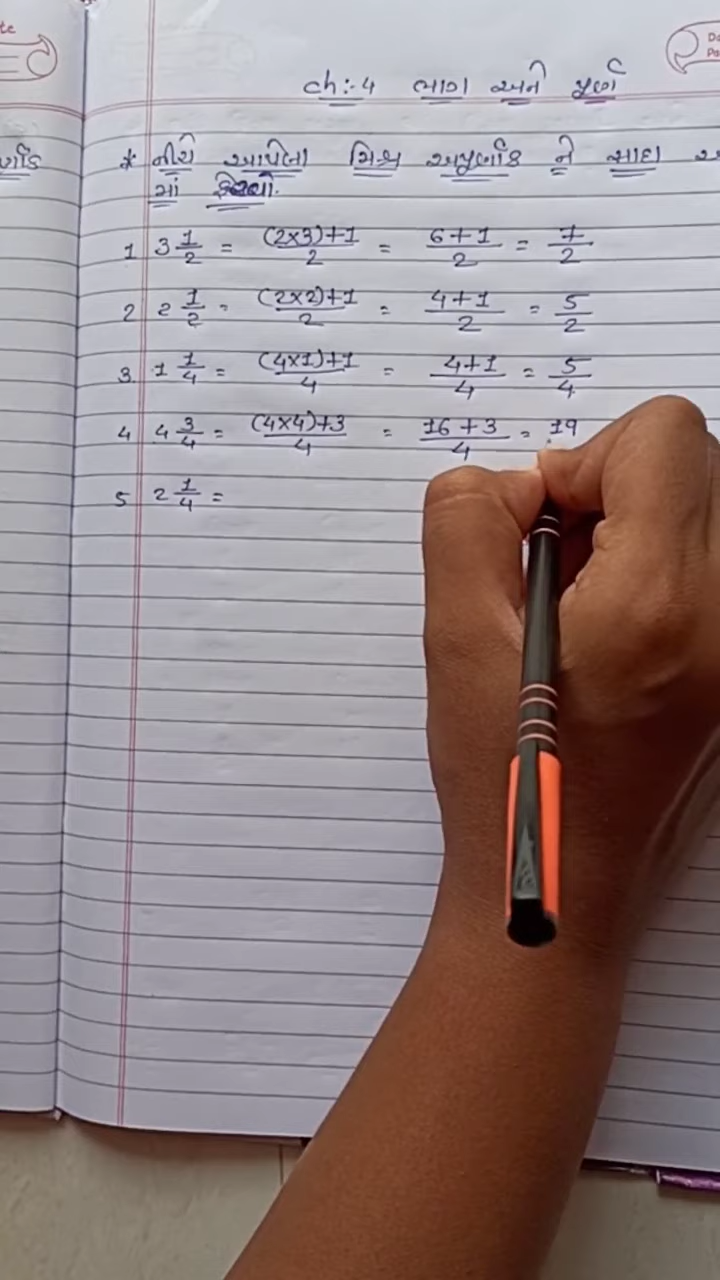 ch:-4 ભાગ અને પૂર્ણ
* નીચે આપેલા મિશ્ર અપૂર્ણાંક ને સાદા અ
માં ફેરવો.
1 3 1/2 = (2×3)+1/2 = 6+1/2 = 7/2
2 2 1/2 = (2×2)+1/2 = 4+1/2 = 5/2
3. 1 1/4 = (4×1)+1/4 = 4+1/4 = 5/4
4 4 3/4 = (4×4)+3/4 = 16+3/4 = 19
5 2 1/4 =